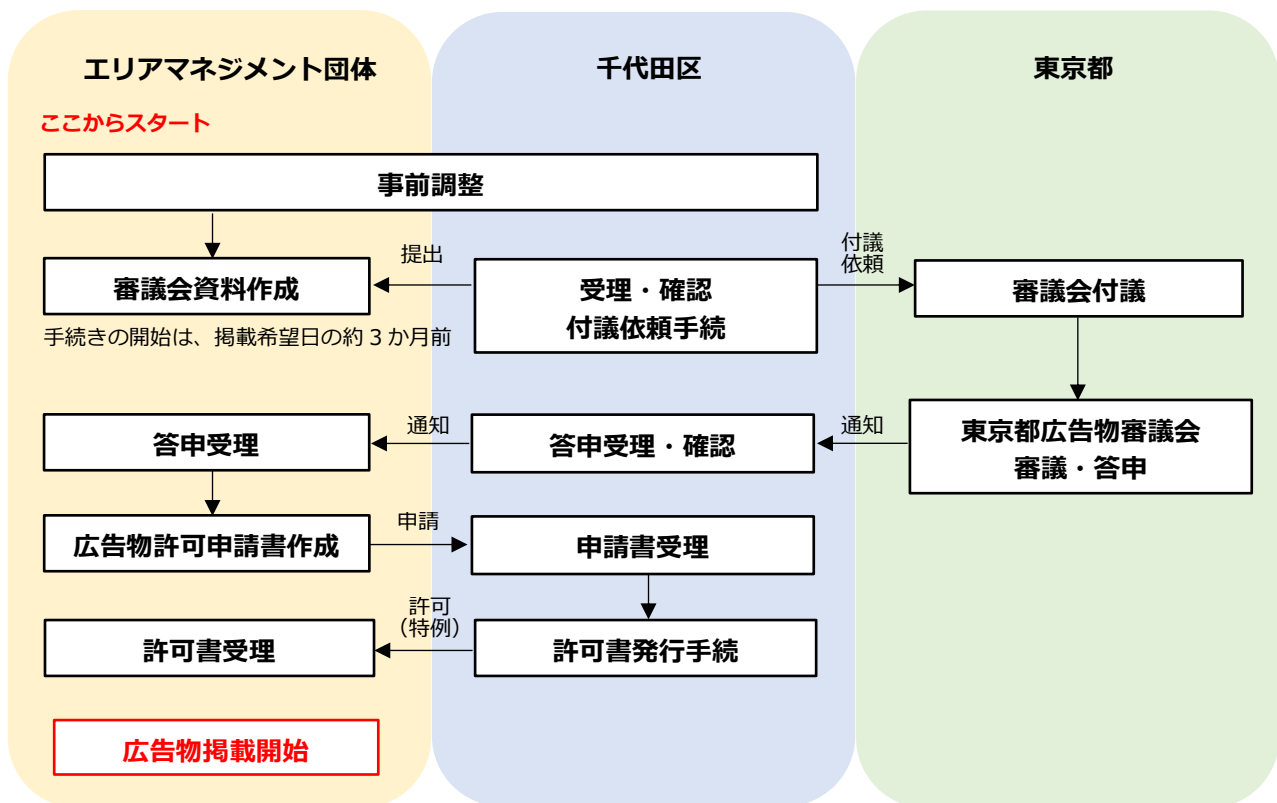 エリアマネジメント団体
千代田区
東京都
ここからスタート
事前調整
審議会資料作成
提出
受理・確認
付議依頼手続
付議
依頼
審議会付議
手続きの開始は、掲載希望日の約3か月前
答申受理
通知
答申受理・確認
通知
東京都広告物審議会
審議・答申
広告物許可申請書作成
申請
申請書受理
許可書受理
許可
（特例）
許可書発行手続
広告物掲載開始